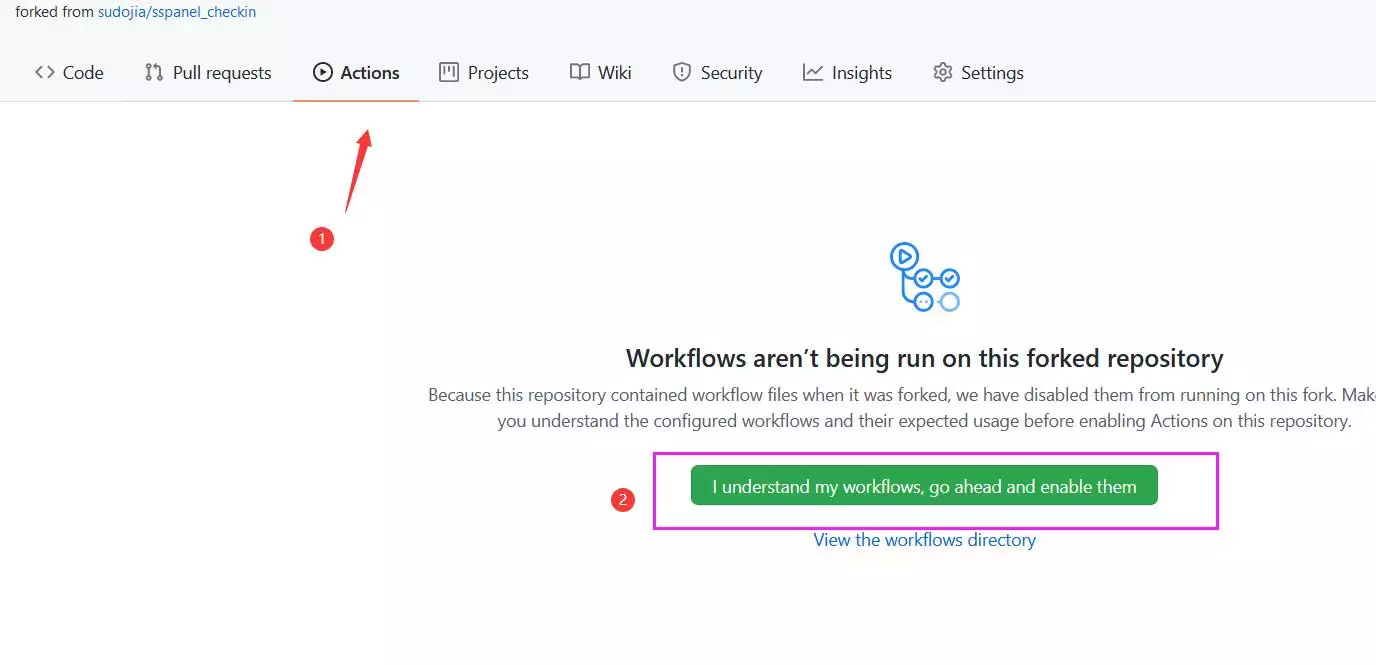 forked from sudojia/sspanel_checkin
Code Pull requests Actions Projects Wiki Security Insights Settings
1
Workflows aren’t being run on this forked repository
Because this repository contained workflow files when it was forked, we have disabled them from running on this fork. Make
you understand the configured workflows and their expected usage before enabling Actions on this repository.
2 I understand my workflows, go ahead and enable them
View the workflows directory